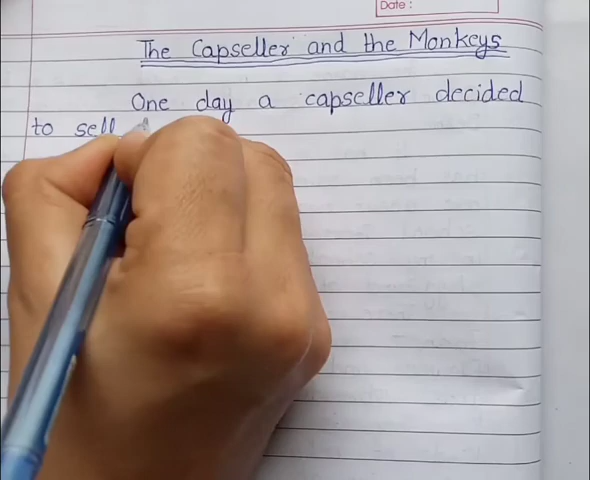 Date :
The Capseller and the Monkeys
One day a capseller decided
to sell